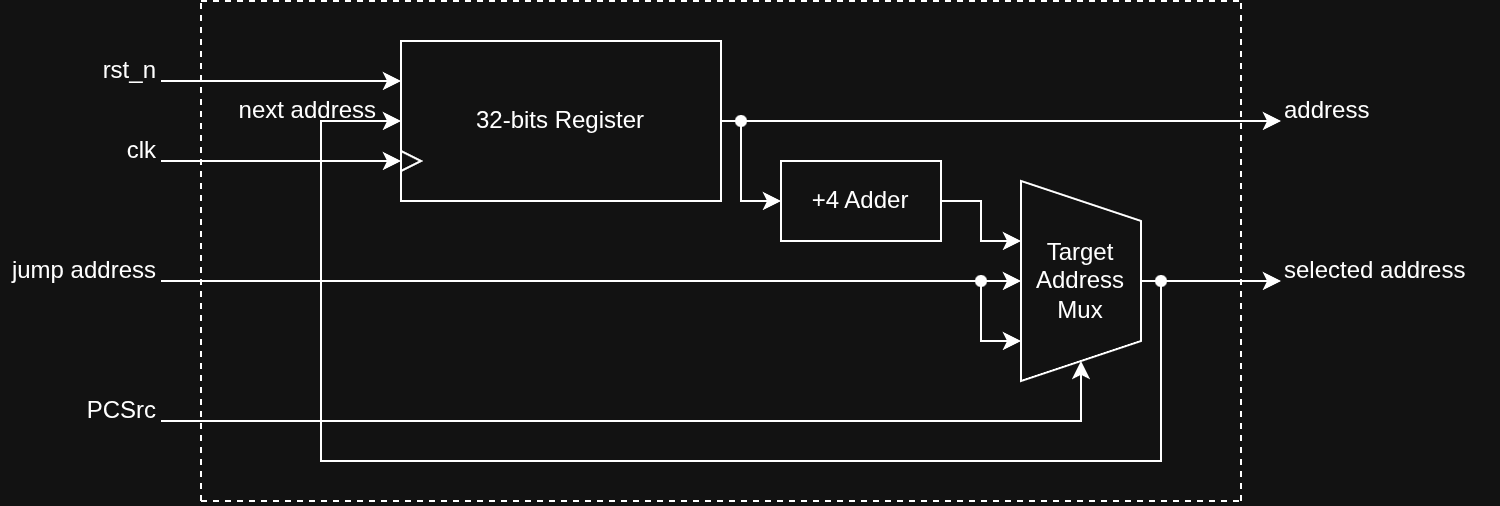 rst_n
next address
32-bits Register
address
clk
+4 Adder
jump address
Target
Address
Mux
selected address
PCSrc